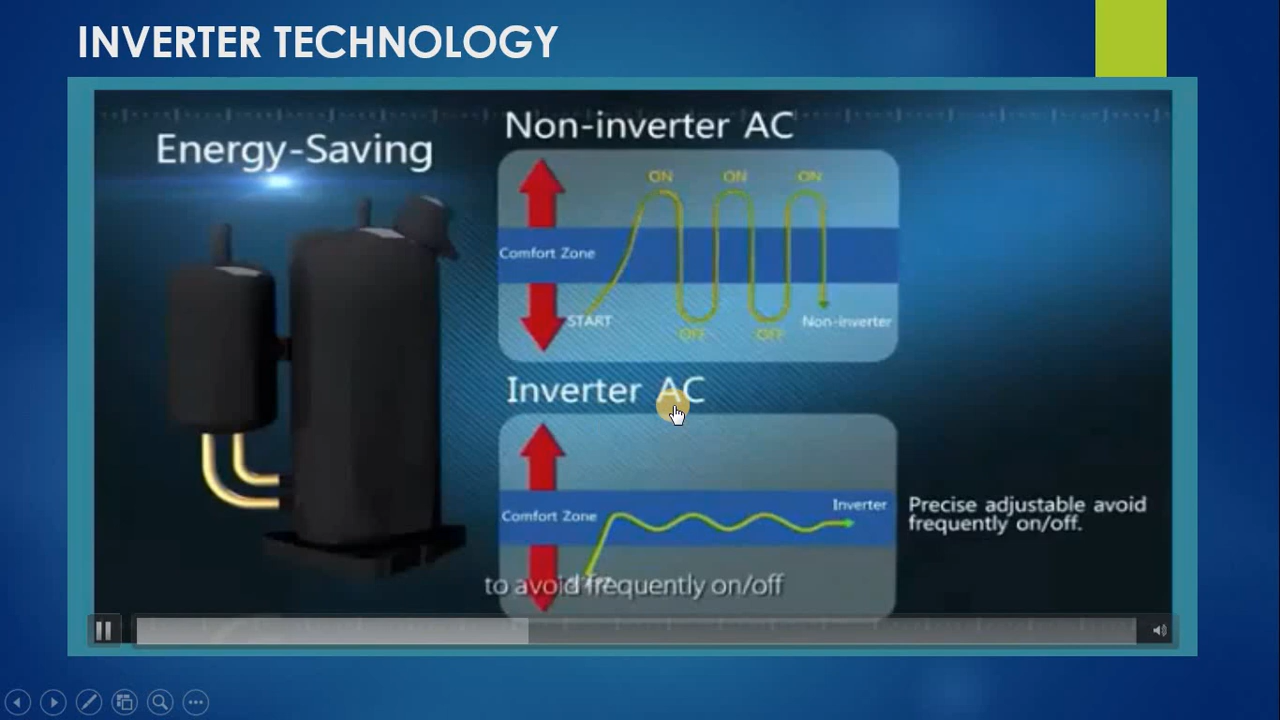 INVERTER TECHNOLOGY
Energy-Saving
Non-inverter AC
ON ON ON
Comfort Zone
START
OFF OFF
Non-inverter
Inverter AC
Comfort Zone
Inverter
Precise adjustable avoid
frequently on/off.
to avoid frequently on/off